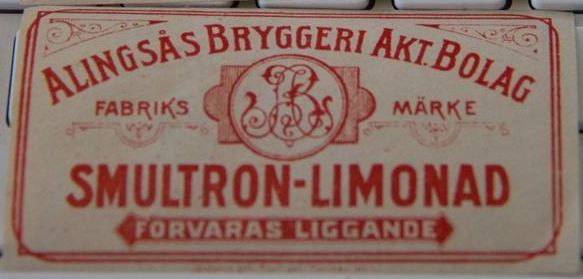 ALINGSÅS BRYGGERI AKT. BOLAG
FABRIKS MÄRKE
SMULTRON-LIMONAD
FÖRVARAS LIGGANDE